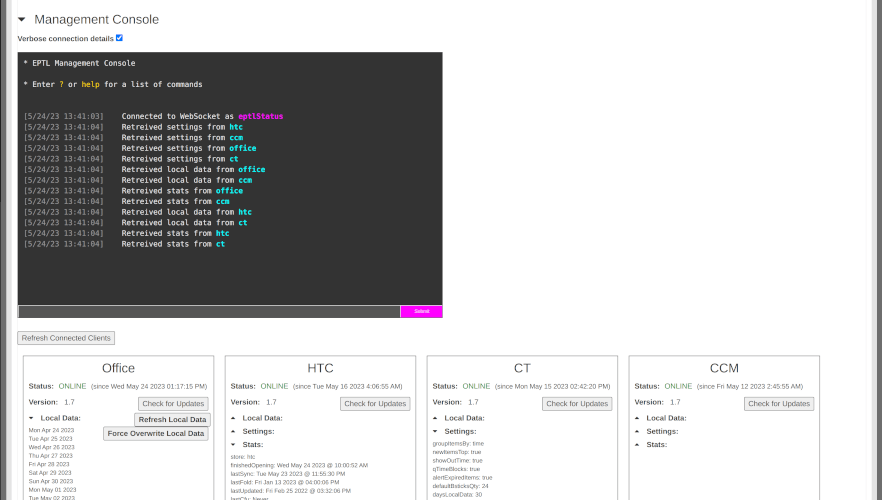 Management Console
Verbose connection details
* EPTL Management Console
* Enter ? or help for a list of commands
[5/24/23 13:41:03] Connected to WebSocket as eptlStatus
[5/24/23 13:41:04] Retreived settings from htc
[5/24/23 13:41:04] Retreived settings from ccm
[5/24/23 13:41:04] Retreived settings from office
[5/24/23 13:41:04] Retreived settings from ct
[5/24/23 13:41:04] Retreived local data from office
[5/24/23 13:41:04] Retreived local data from ccm
[5/24/23 13:41:04] Retreived stats from office
[5/24/23 13:41:04] Retreived stats from ccm
[5/24/23 13:41:04] Retreived local data from htc
[5/24/23 13:41:04] Retreived local data from ct
[5/24/23 13:41:04] Retreived stats from htc
[5/24/23 13:41:04] Retreived stats from ct
Submit
Refresh Connected Clients
Office
Status: ONLINE (since Wed May 24 2023 01:17:15 PM)
Version: 1.7 Check for Updates
Local Data: Refresh Local Data
Force Overwrite Local Data
Mon Apr 24 2023
Tue Apr 25 2023
Wed Apr 26 2023
Thu Apr 27 2023
Fri Apr 28 2023
Sat Apr 29 2023
Sun Apr 30 2023
Mon May 01 2023
Tue May 02 2023
HTC
Status: ONLINE (since Tue May 16 2023 4:06:55 AM)
Version: 1.7 Check for Updates
Local Data:
Settings:
Stats:
store: htc
finishedOpening: Wed May 24 2023 @ 10:00:52 AM
lastSync: Tue May 23 2023 @ 11:55:30 PM
lastFold: Fri Jan 13 2023 @ 04:00:06 PM
lastUpdated: Fri Feb 25 2022 @ 03:32:06 PM
CT
Status: ONLINE (since Mon May 15 2023 02:42:20 PM)
Version: 1.7 Check for Updates
Local Data:
Settings:
groupItemsBy: time
newItemsTop: true
showOutTime: true
qTimeBlocks: true
alertExpiredItems: true
defaultBsticksQty: 24
daysLocalData: 30
CCM
Status: ONLINE (since Fri May 12 2023 2:45:55 AM)
Version: 1.7 Check for Updates
Local Data:
Settings:
Stats: